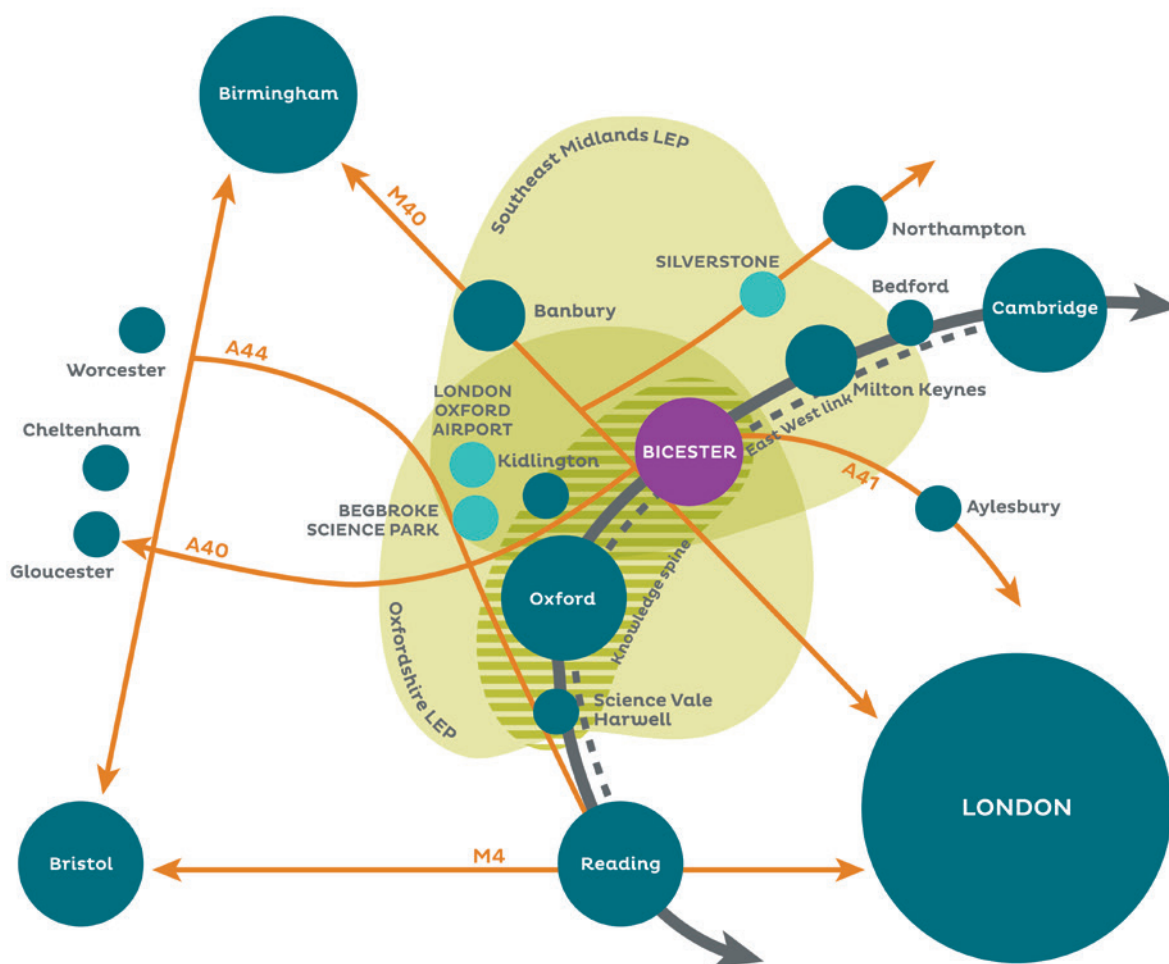 Birmingham
Southeast Midlands LEP
M40
Northampton
SILVERSTONE
Bedford
Cambridge
Banbury
Worcester
A44
Milton Keynes
East West link
LONDON
OXFORD
AIRPORT
Kidlington
BICESTER
Cheltenham
A41
Aylesbury
BEGBROKE
SCIENCE PARK
A40
Gloucester
Oxford
Knowledge spine
Oxfordshire LEP
Science Vale
Harwell
LONDON
M4
Bristol
Reading